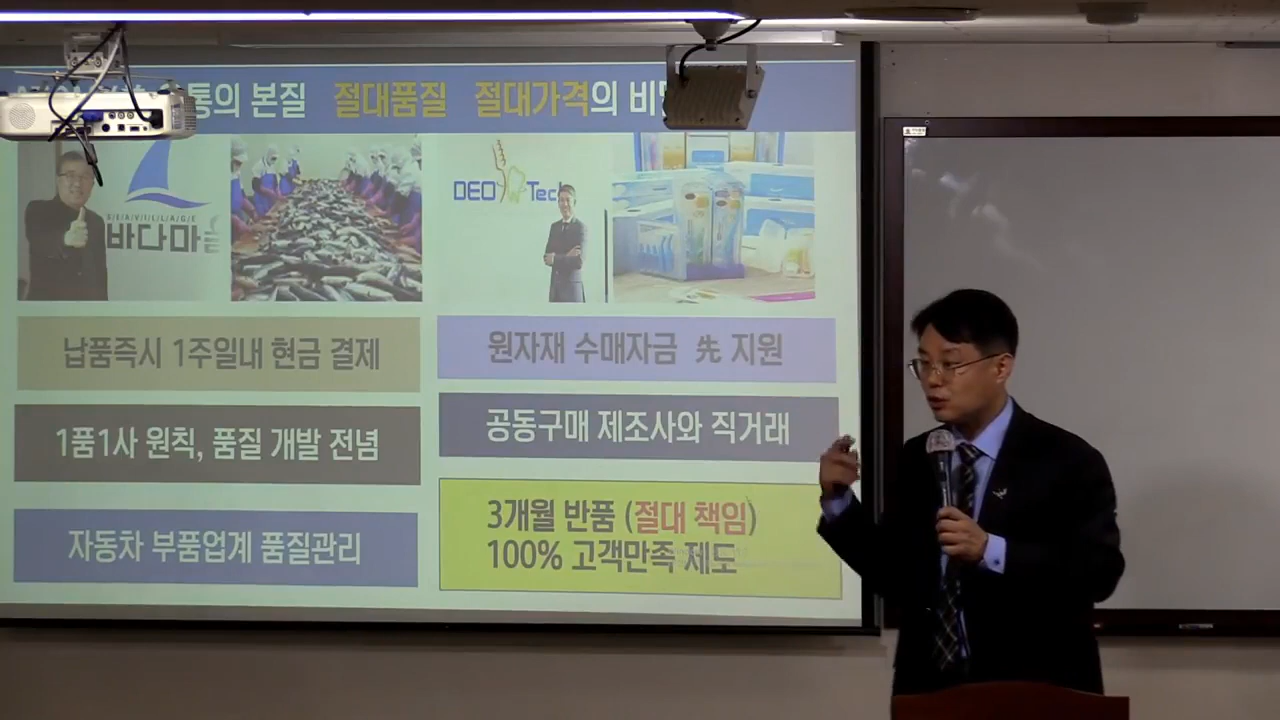 통의 본질 절대품질 절대가격의
S/E/A/V/I/L/L/A/G/E
바다마을
DEO Tech
납품즉시 1주일내 현금 결제
원자재 수매자금 先 지원
1품1사 원칙, 품질 개발 전념
공동구매 제조사와 직거래
자동차 부품업계 품질관리
3개월 반품 (절대 책임)
100% 고객만족 제도